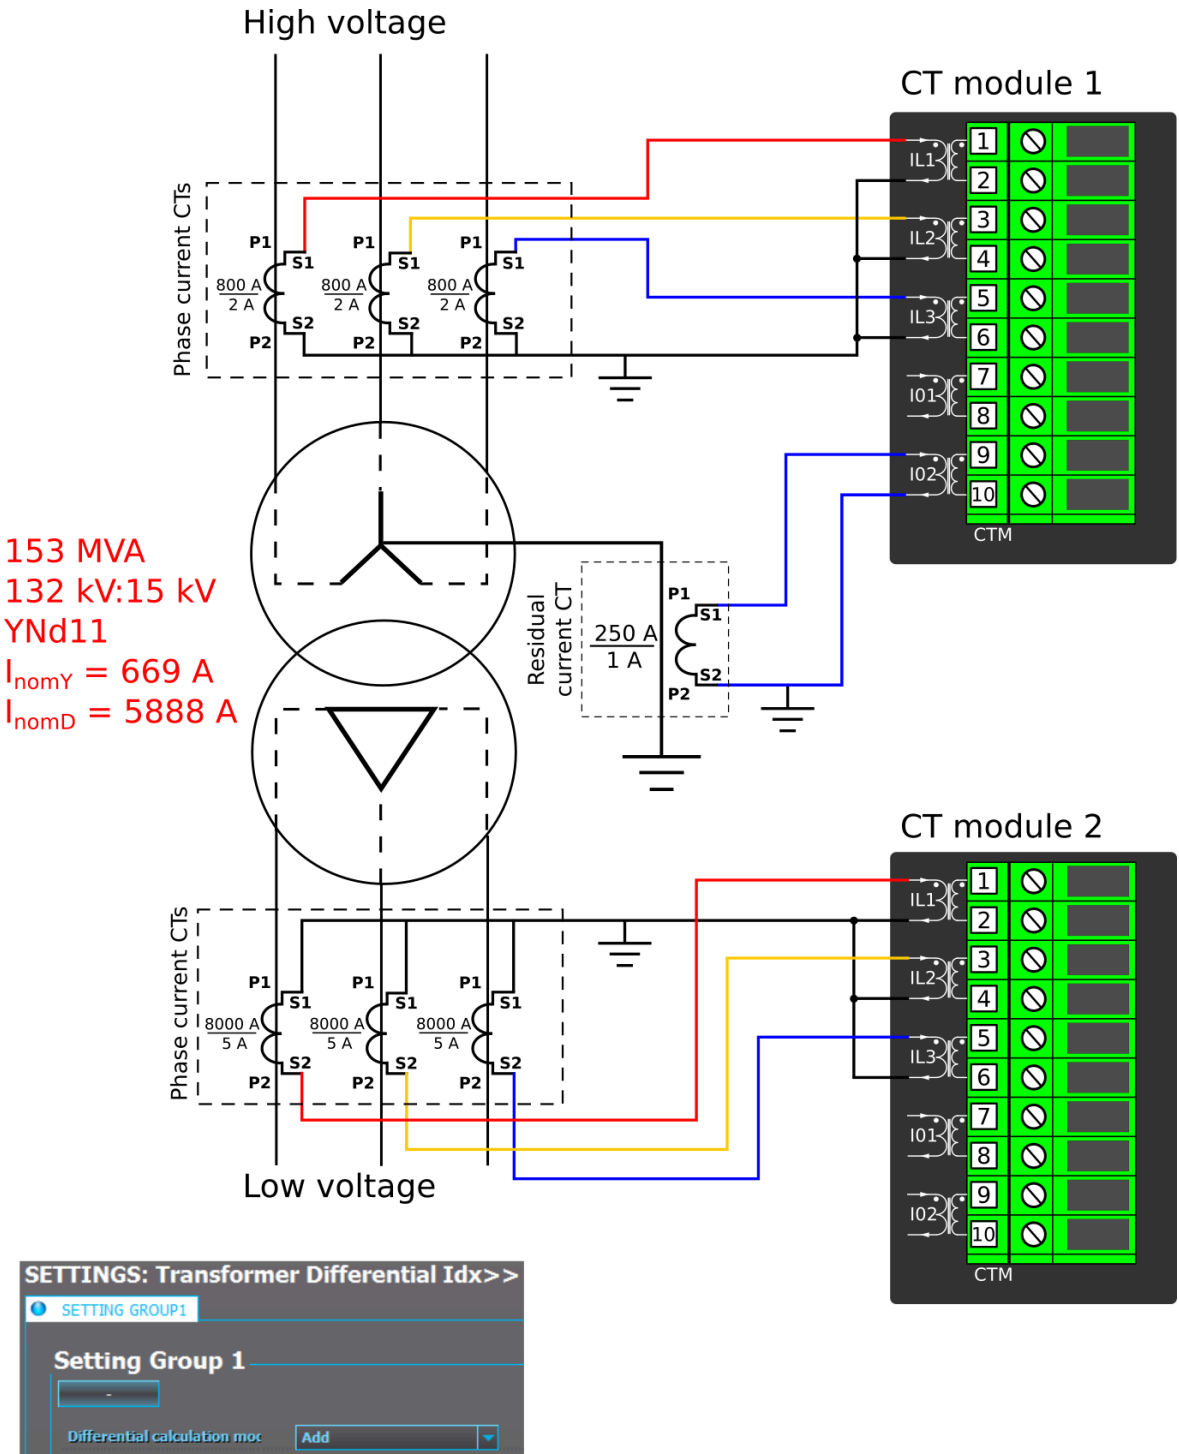 High voltage
CT module 1
Phase current CTs
P1
S1
800 A
2 A
S2
P2
P1
S1
800 A
2 A
S2
P2
P1
S1
800 A
2 A
S2
P2
IL1
IL2
IL3
I01
I02
1
2
3
4
5
6
7
8
9
10
CTM
153 MVA
132 kV:15 kV
YNd11
InomY = 669 A
InomD = 5888 A
Residual
current CT
250 A
1 A
P1
S1
S2
P2
CT module 2
Phase current CTs
P1
S1
8000 A
5 A
S2
P2
P1
S1
8000 A
5 A
S2
P2
P1
S1
8000 A
5 A
S2
P2
IL1
IL2
IL3
I01
I02
1
2
3
4
5
6
7
8
9
10
CTM
Low voltage
SETTINGS: Transformer Differential Idx>>
SETTING GROUP1
Setting Group 1
-
Differential calculation moc
Add